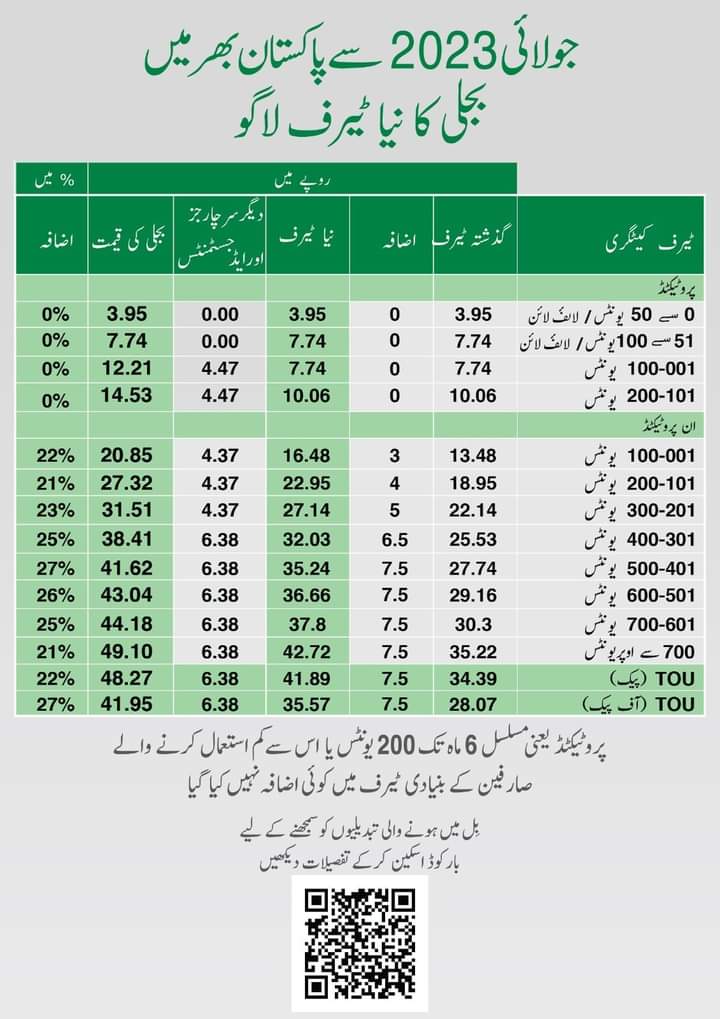 جولائی 2023 سے پاکستان بھر میں
بجلی کا نیا ٹیرف لاگو
روپے میں % میں
ٹیرف کیٹگری گذشتہ ٹیرف اضافہ نیا ٹیرف دیگر سرچارجز اورایڈجسٹمنٹس بجلی کی قیمت اضافہ
پروٹیکٹڈ
0 سے 50 یونٹس/ لائف لائن 3.95 0 3.95 0.00 3.95 0%
51 سے 100یونٹس/ لائف لائن 7.74 0 7.74 0.00 7.74 0%
100-001 یونٹس 7.74 0 7.74 4.47 12.21 0%
200-101 یونٹس 10.06 0 10.06 4.47 14.53 0%
ان پروٹیکٹڈ
100-001 یونٹس 13.48 3 16.48 4.37 20.85 22%
200-101 یونٹس 18.95 4 22.95 4.37 27.32 21%
300-201 یونٹس 22.14 5 27.14 4.37 31.51 23%
400-301 یونٹس 25.53 6.5 32.03 6.38 38.41 25%
500-401 یونٹس 27.74 7.5 35.24 6.38 41.62 27%
600-501 یونٹس 29.16 7.5 36.66 6.38 43.04 26%
700-601 یونٹس 30.3 7.5 37.8 6.38 44.18 25%
700 سے اوپریونٹس 35.22 7.5 42.72 6.38 49.10 21%
TOU (پیک) 34.39 7.5 41.89 6.38 48.27 22%
TOU (آف پیک) 28.07 7.5 35.57 6.38 41.95 27%
پروٹیکٹڈ یعنی مسلسل 6 ماہ تک 200 یونٹس یا اس سے کم استعمال کرنے والے
صارفین کے بنیادی ٹیرف میں کوئی اضافہ نہیں کیا گیا
بِل میں ہونے والی تبدیلیوں کو سمجھنے کے لیے
بار کوڈ اسکین کر کے تفصیلات دیکھیں